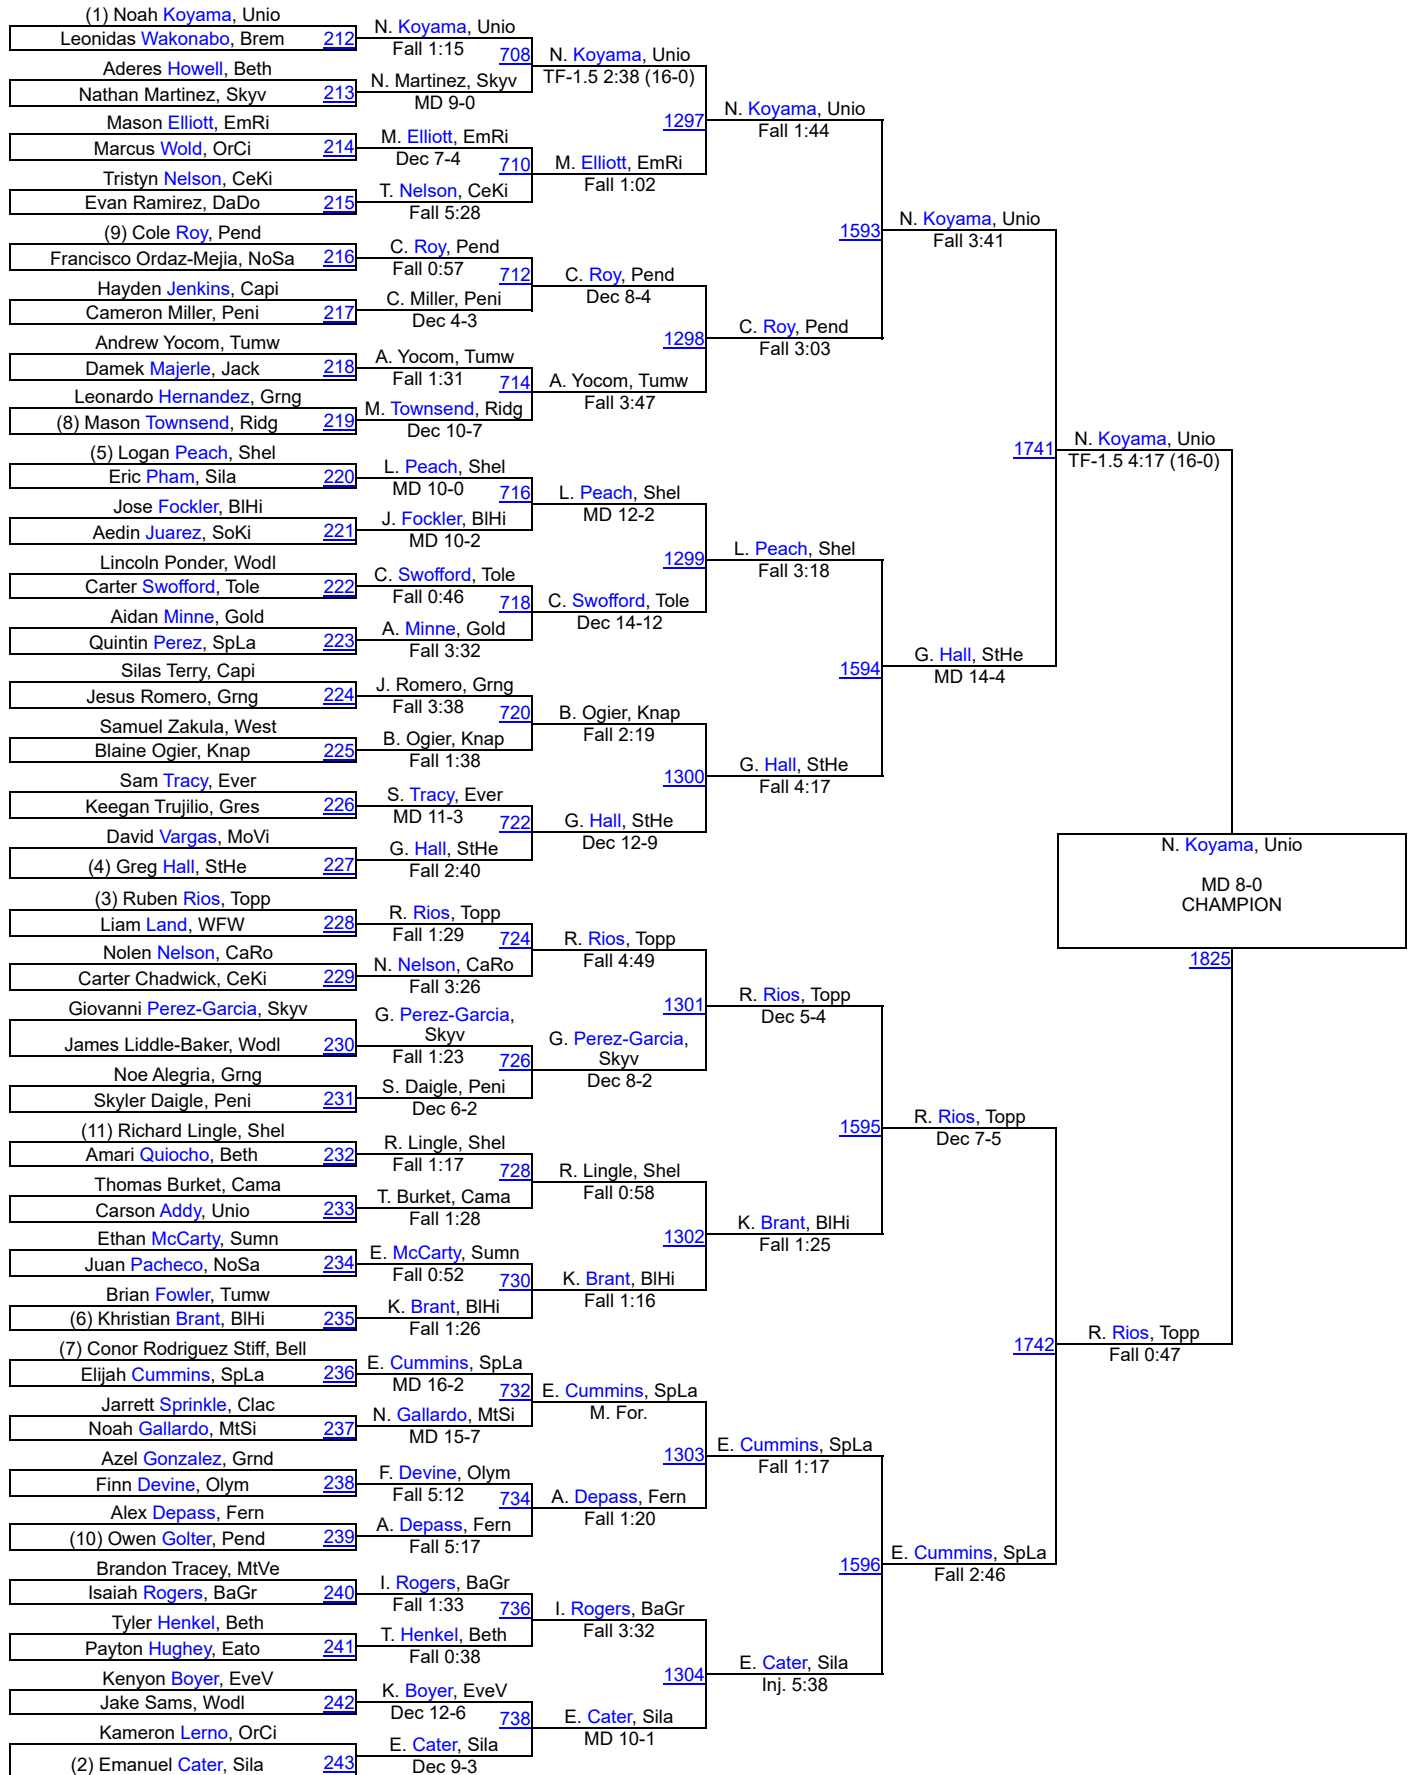 (1) Noah Koyama, Unio
Leonidas Wakonabo, Brem 212
Aderes Howell, Beth
Nathan Martinez, Skyv 213
Mason Elliott, EmRi
Marcus Wold, OrCi 214
Tristyn Nelson, CeKi
Evan Ramirez, DaDo 215
(9) Cole Roy, Pend
Francisco Ordaz-Mejia, NoSa 216
Hayden Jenkins, Capi
Cameron Miller, Peni 217
Andrew Yocom, Tumw
Damek Majerle, Jack 218
Leonardo Hernandez, Grng
(8) Mason Townsend, Ridg 219
(5) Logan Peach, Shel
Eric Pham, Sila 220
Jose Fockler, BlHi
Aedin Juarez, SoKi 221
Lincoln Ponder, Wodl
Carter Swofford, Tole 222
Aidan Minne, Gold
Quintin Perez, SpLa 223
Silas Terry, Capi
Jesus Romero, Grng 224
Samuel Zakula, West
Blaine Ogier, Knap 225
Sam Tracy, Ever
Keegan Trujilio, Gres 226
David Vargas, MoVi
(4) Greg Hall, StHe 227
(3) Ruben Rios, Topp
Liam Land, WFW 228
Nolen Nelson, CaRo
Carter Chadwick, CeKi 229
Giovanni Perez-Garcia, Skyv
James Liddle-Baker, Wodl 230
Noe Alegria, Grng
Skyler Daigle, Peni 231
(11) Richard Lingle, Shel
Amari Quiocho, Beth 232
Thomas Burket, Cama
Carson Addy, Unio 233
Ethan McCarty, Sumn
Juan Pacheco, NoSa 234
Brian Fowler, Tumw
(6) Khristian Brant, BlHi 235
(7) Conor Rodriguez Stiff, Bell
Elijah Cummins, SpLa 236
Jarrett Sprinkle, Clac
Noah Gallardo, MtSi 237
Azel Gonzalez, Grnd
Finn Devine, Olym 238
Alex Depass, Fern
(10) Owen Golter, Pend 239
Brandon Tracey, MtVe
Isaiah Rogers, BaGr 240
Tyler Henkel, Beth
Payton Hughey, Eato 241
Kenyon Boyer, EveV
Jake Sams, Wodl 242
Kameron Lerno, OrCi
(2) Emanuel Cater, Sila 243
N. Koyama, Unio
Fall 1:15
708
N. Martinez, Skyv
MD 9-0
M. Elliott, EmRi
Dec 7-4
710
T. Nelson, CeKi
Fall 5:28
C. Roy, Pend
Fall 0:57
712
C. Miller, Peni
Dec 4-3
A. Yocom, Tumw
Fall 1:31
714
M. Townsend, Ridg
Dec 10-7
L. Peach, Shel
MD 10-0
716
J. Fockler, BlHi
MD 10-2
C. Swofford, Tole
Fall 0:46
718
A. Minne, Gold
Fall 3:32
J. Romero, Grng
Fall 3:38
720
B. Ogier, Knap
Fall 1:38
S. Tracy, Ever
MD 11-3
722
G. Hall, StHe
Fall 2:40
R. Rios, Topp
Fall 1:29
724
N. Nelson, CaRo
Fall 3:26
G. Perez-Garcia,
Skyv
Fall 1:23
726
S. Daigle, Peni
Dec 6-2
R. Lingle, Shel
Fall 1:17
728
T. Burket, Cama
Fall 1:28
E. McCarty, Sumn
Fall 0:52
730
K. Brant, BlHi
Fall 1:26
E. Cummins, SpLa
MD 16-2
732
N. Gallardo, MtSi
MD 15-7
F. Devine, Olym
Fall 5:12
734
A. Depass, Fern
Fall 5:17
I. Rogers, BaGr
Fall 1:33
736
T. Henkel, Beth
Fall 0:38
K. Boyer, EveV
Dec 12-6
738
E. Cater, Sila
Dec 9-3
N. Koyama, Unio
TF-1.5 2:38 (16-0)
1297
M. Elliott, EmRi
Fall 1:02
C. Roy, Pend
Dec 8-4
1298
A. Yocom, Tumw
Fall 3:47
L. Peach, Shel
MD 12-2
1299
C. Swofford, Tole
Dec 14-12
B. Ogier, Knap
Fall 2:19
1300
G. Hall, StHe
Dec 12-9
R. Rios, Topp
Fall 4:49
1301
G. Perez-Garcia,
Skyv
Dec 8-2
R. Lingle, Shel
Fall 0:58
1302
K. Brant, BlHi
Fall 1:16
E. Cummins, SpLa
M. For.
1303
A. Depass, Fern
Fall 1:20
I. Rogers, BaGr
Fall 3:32
1304
E. Cater, Sila
MD 10-1
N. Koyama, Unio
Fall 1:44
1593
C. Roy, Pend
Fall 3:03
L. Peach, Shel
Fall 3:18
1594
G. Hall, StHe
Fall 4:17
R. Rios, Topp
Dec 5-4
1595
K. Brant, BlHi
Fall 1:25
E. Cummins, SpLa
Fall 1:17
1596
E. Cater, Sila
Inj. 5:38
N. Koyama, Unio
Fall 3:41
1741
G. Hall, StHe
MD 14-4
R. Rios, Topp
Dec 7-5
1742
E. Cummins, SpLa
Fall 2:46
N. Koyama, Unio
TF-1.5 4:17 (16-0)
R. Rios, Topp
Fall 0:47
N. Koyama, Unio
MD 8-0
CHAMPION
1825